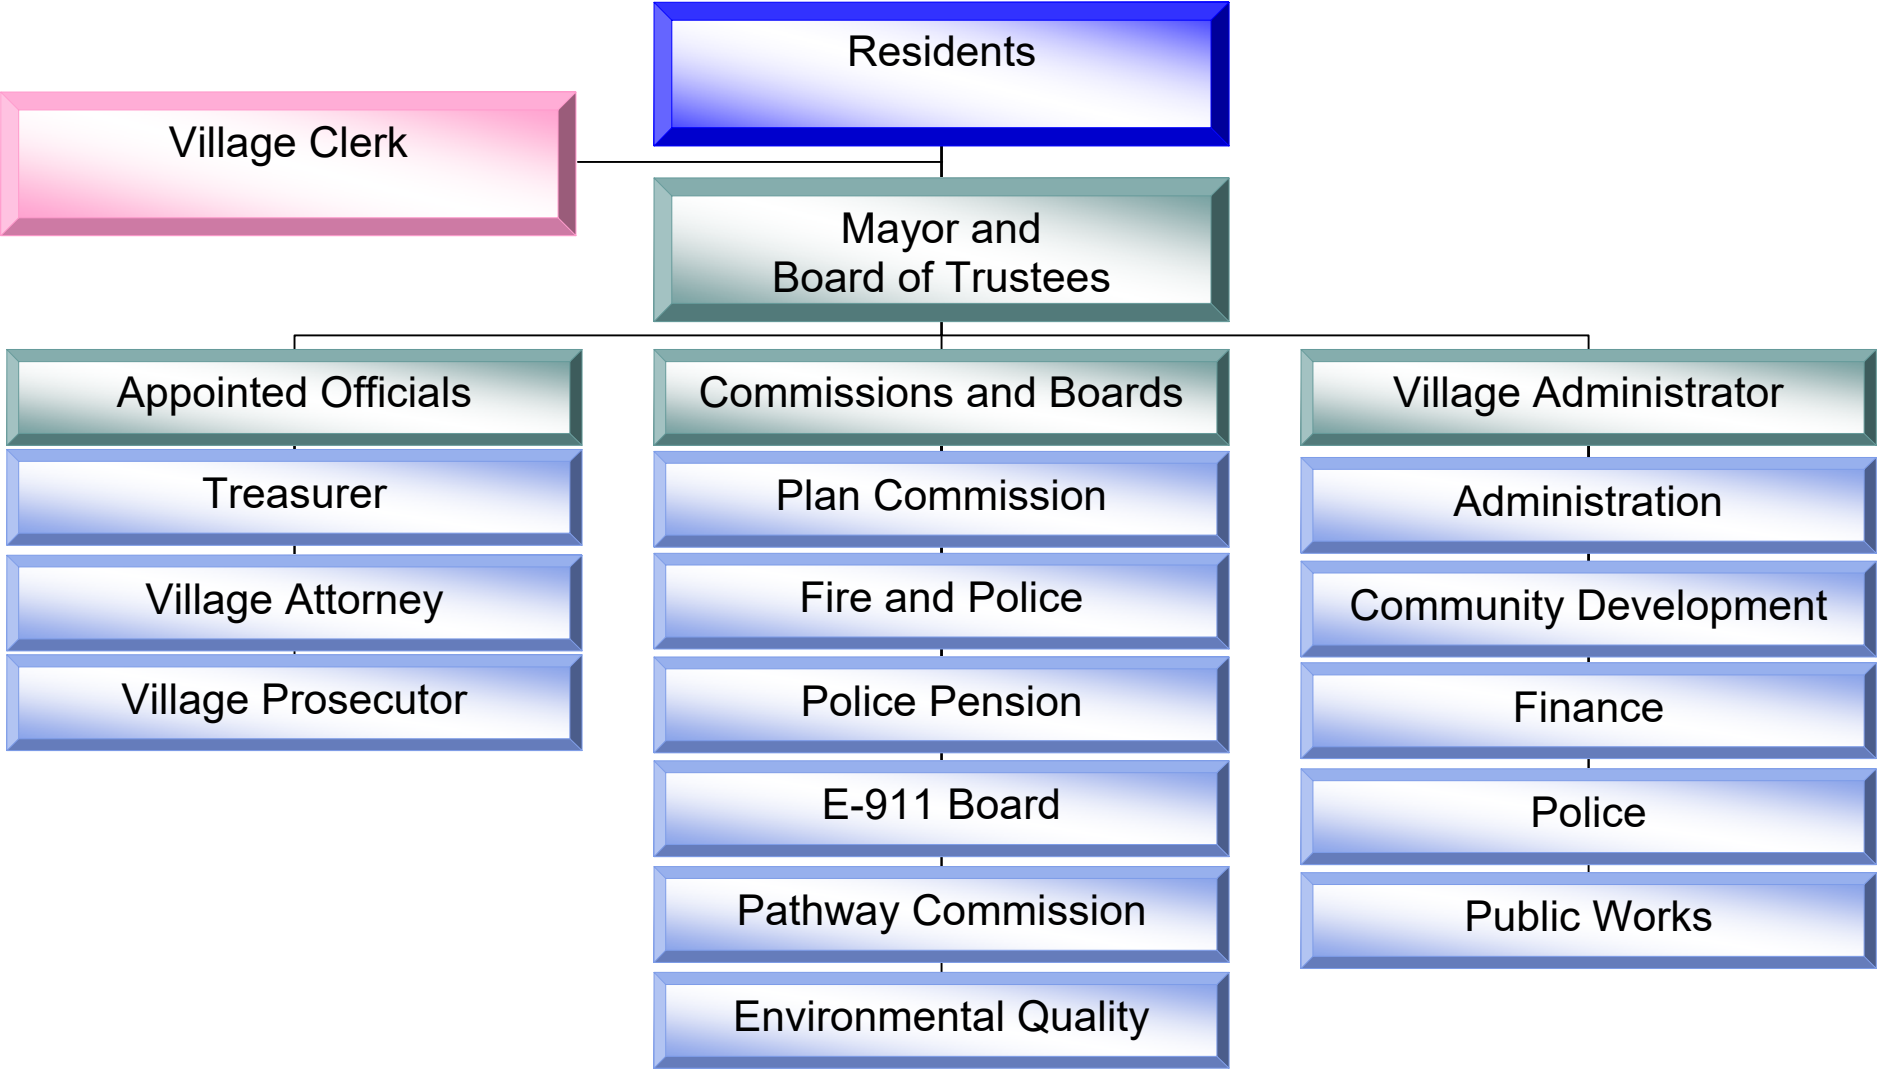 Residents
Village Clerk
Mayor and
Board of Trustees
Appointed Officials
Treasurer
Village Attorney
Village Prosecutor
Commissions and Boards
Plan Commission
Fire and Police
Police Pension
E-911 Board
Pathway Commission
Environmental Quality
Village Administrator
Administration
Community Development
Finance
Police
Public Works